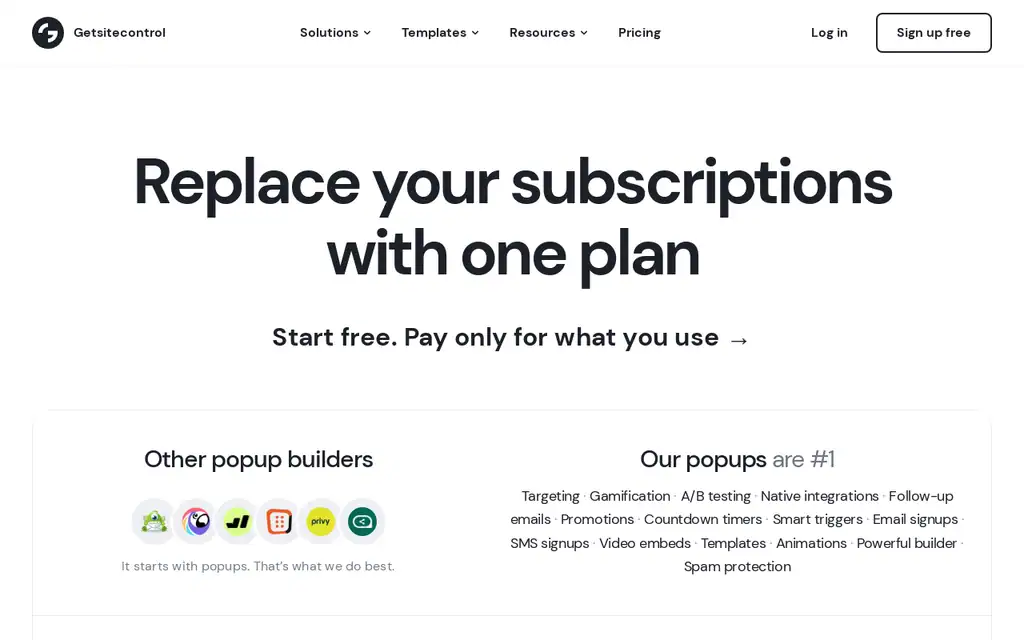 Getsitecontrol
Solutions
Templates
Resources
Pricing
Log in
Sign up free
Replace your subscriptions
with one plan
Start free. Pay only for what you use →
Other popup builders
privy
It starts with popups. That's what we do best.
Our popups are #1
Targeting · Gamification · A/B testing · Native integrations · Follow-up
emails · Promotions · Countdown timers · Smart triggers · Email signups ·
SMS signups · Video embeds · Templates · Animations · Powerful builder ·
Spam protection